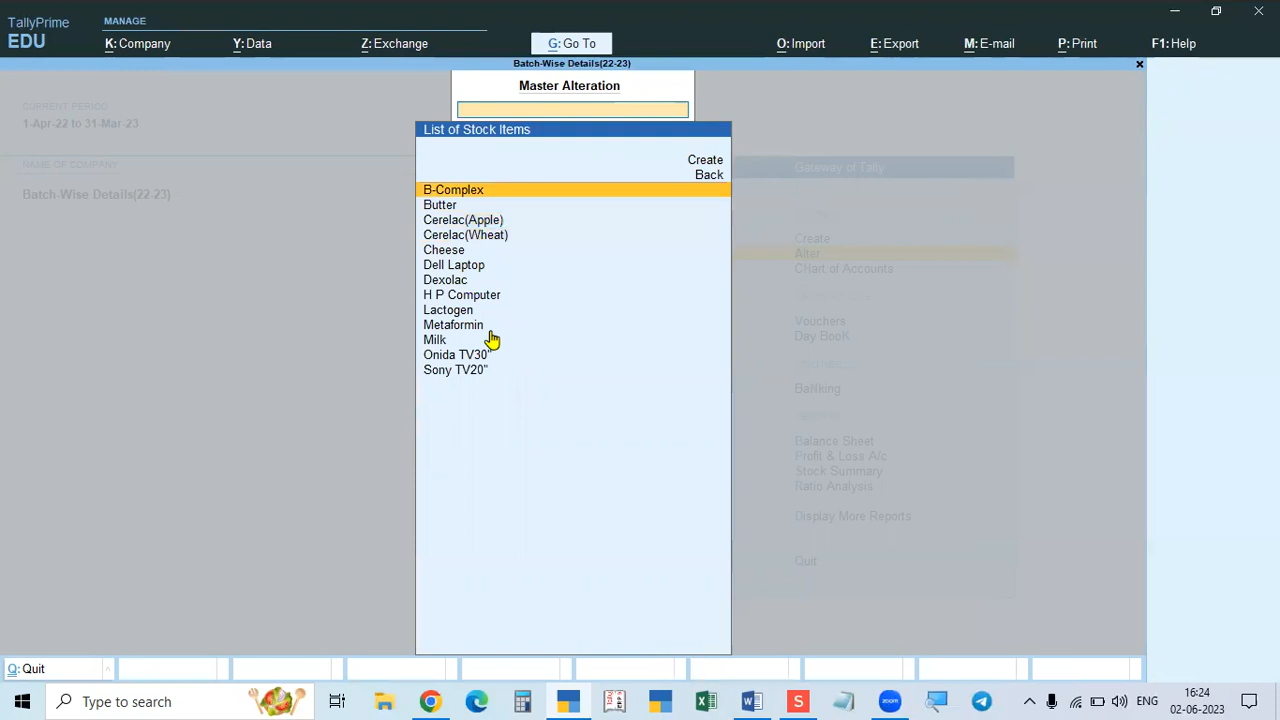 TallyPrime
EDU
MANAGE
K:Company
Y:Data
Z:Exchange
G: Go To
O:Import
E:Export
M:E-mail
P:Print
F1:Help
Batch-Wise Details(22-23)
Master Alteration
CURRENT PERIOD
1-Apr-22 to 31-Mar-23
NAME OF COMPANY
Batch-Wise Details(22-23)
List of Stock Items
Create
Back
B-Complex
Butter
Cerelac(Apple)
Cerelac(Wheat)
Cheese
Dell Laptop
Dexolac
H P Computer
Lactogen
Metaformin
Milk
Onida TV30"
Sony TV20"
Gateway of Tally
Create
Alter
CHart of Accounts
Vouchers
Day BooK
BaNking
Balance Sheet
Profit & Loss A/c
Stock Summary
Ratio Analysis
Display More Reports
Quit
Q: Quit
Type to search
ENG
16:24
02-06-2023